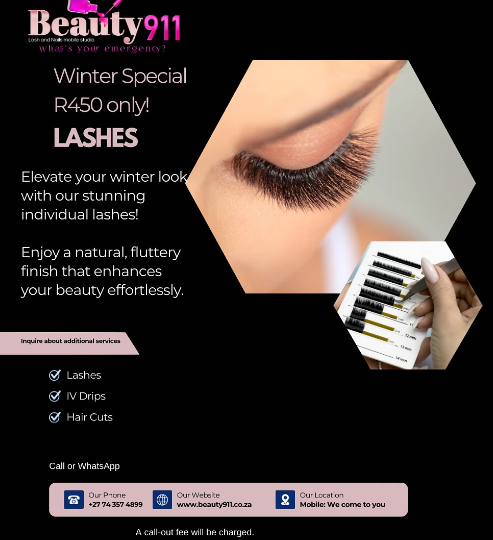 Beauty911
Lash and Nails mobile studio
what's your emergency?
Winter Special
R450 only!
LASHES
Elevate your winter look
with our stunning
individual lashes!
Enjoy a natural, fluttery
finish that enhances
your beauty effortlessly.
Inquire about additional services
Lashes
IV Drips
Hair Cuts
Call or WhatsApp
Our Phone
+27 74 357 4899
Our Website
www.beauty911.co.za
Our Location
Mobile: We come to you
A call-out fee will be charged.